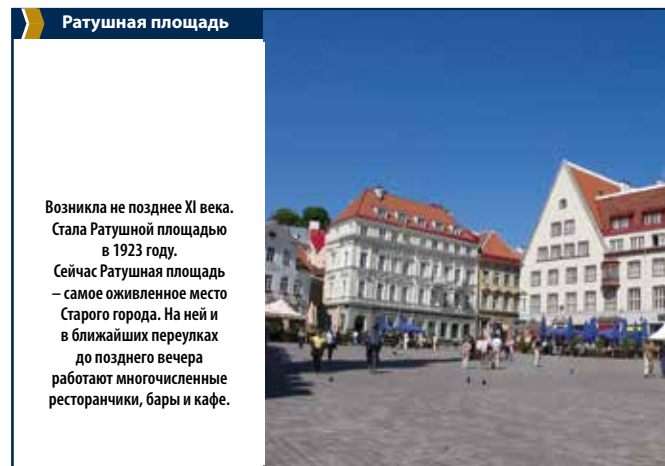 Ратушная площадь
Возникла не позднее XI века.
Стала Ратушной площадью
в 1923 году.
Сейчас Ратушная площадь
– самое оживленное место
Старого города. На ней и
в ближайших переулках
до позднего вечера
работают многочисленные
ресторанчики, бары и кафе.